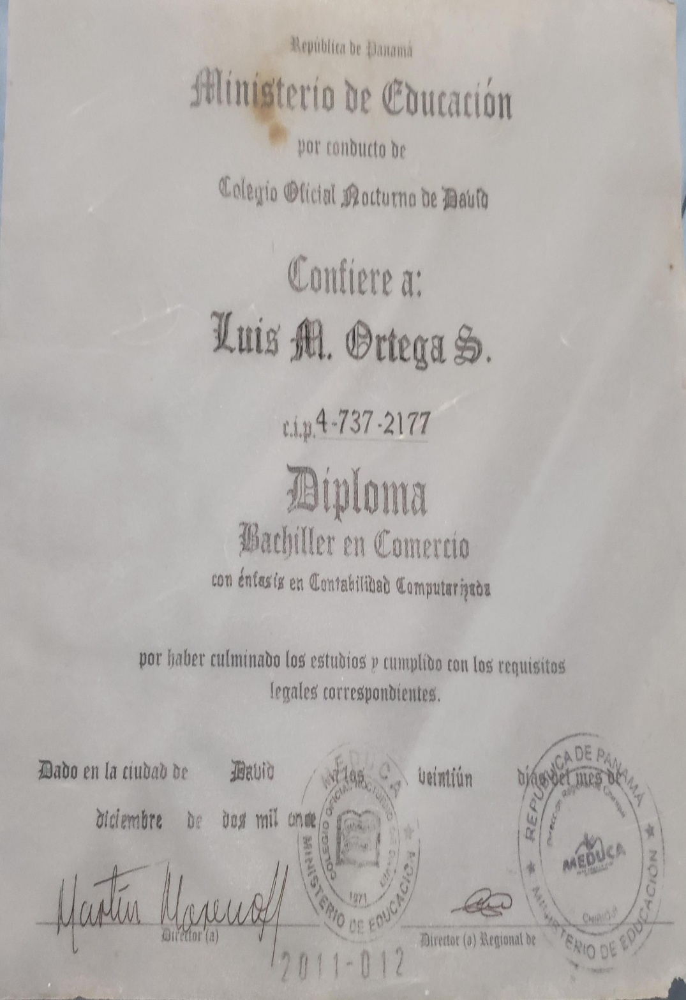 República de Panamá
Ministerio de Educación
por conducto de
Colegio Oficial Nocturno de David
Confiere a:
Luis M. Ortega S.
c.i.p. 4-737-2177
Diploma
Bachiller en Comercio
con énfasis en Contabilidad Computarizada
por haber culminado los estudios y cumplido con los requisitos
legales correspondientes.
Dado en la ciudad de David a los veintiún días del mes de
diciembre de dos mil once
MEDUCA
COLEGIO OFICIAL NOCTURNO DE DAVID
1971
MINISTERIO DE EDUCACIÓN
REPÚBLICA DE PANAMÁ
Dirección Regional de
MEDUCA
CHIRIQUÍ
MINISTERIO DE EDUCACIÓN
Martín
Director (a)
Director (a) Regional de
2011-012